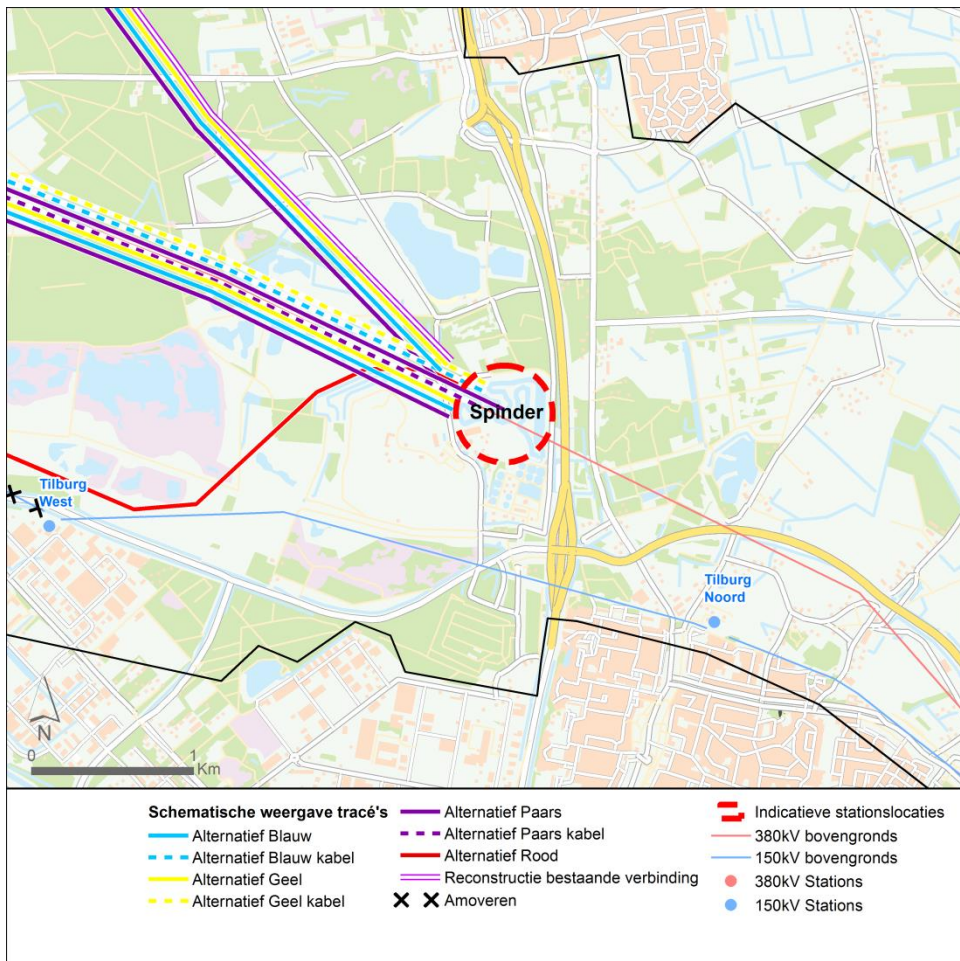 Spinder
Tilburg
West
Tilburg
Noord
N
0
1
Km
Schematische weergave tracé's
Alternatief Blauw
Alternatief Blauw kabel
Alternatief Geel
Alternatief Geel kabel
Alternatief Paars
Alternatief Paars kabel
Alternatief Rood
Reconstructie bestaande verbinding
Amoveren
Indicatieve stationslocaties
380kV bovengronds
150kV bovengronds
380kV Stations
150kV Stations